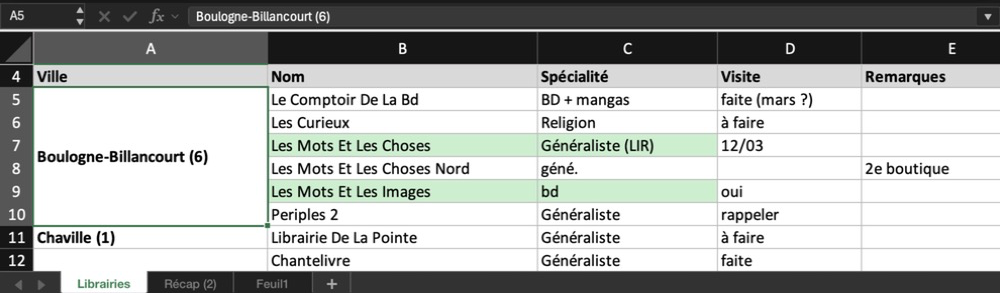 A5 fx Boulogne-Billancourt (6)
A B C D E
4 Ville Nom Spécialité Visite Remarques
5 Le Comptoir De La Bd BD + mangas faite (mars ?)
6 Les Curieux Religion à faire
7 Les Mots Et Les Choses Généraliste (LIR) 12/03
Boulogne-Billancourt (6)
8 Les Mots Et Les Choses Nord géné. 2e boutique
9 Les Mots Et Les Images bd oui
10 Periples 2 Généraliste rappeler
11 Chaville (1) Librairie De La Pointe Généraliste à faire
12 Chantelivre Généraliste faite
Librairies Récap (2) Feuil1 +